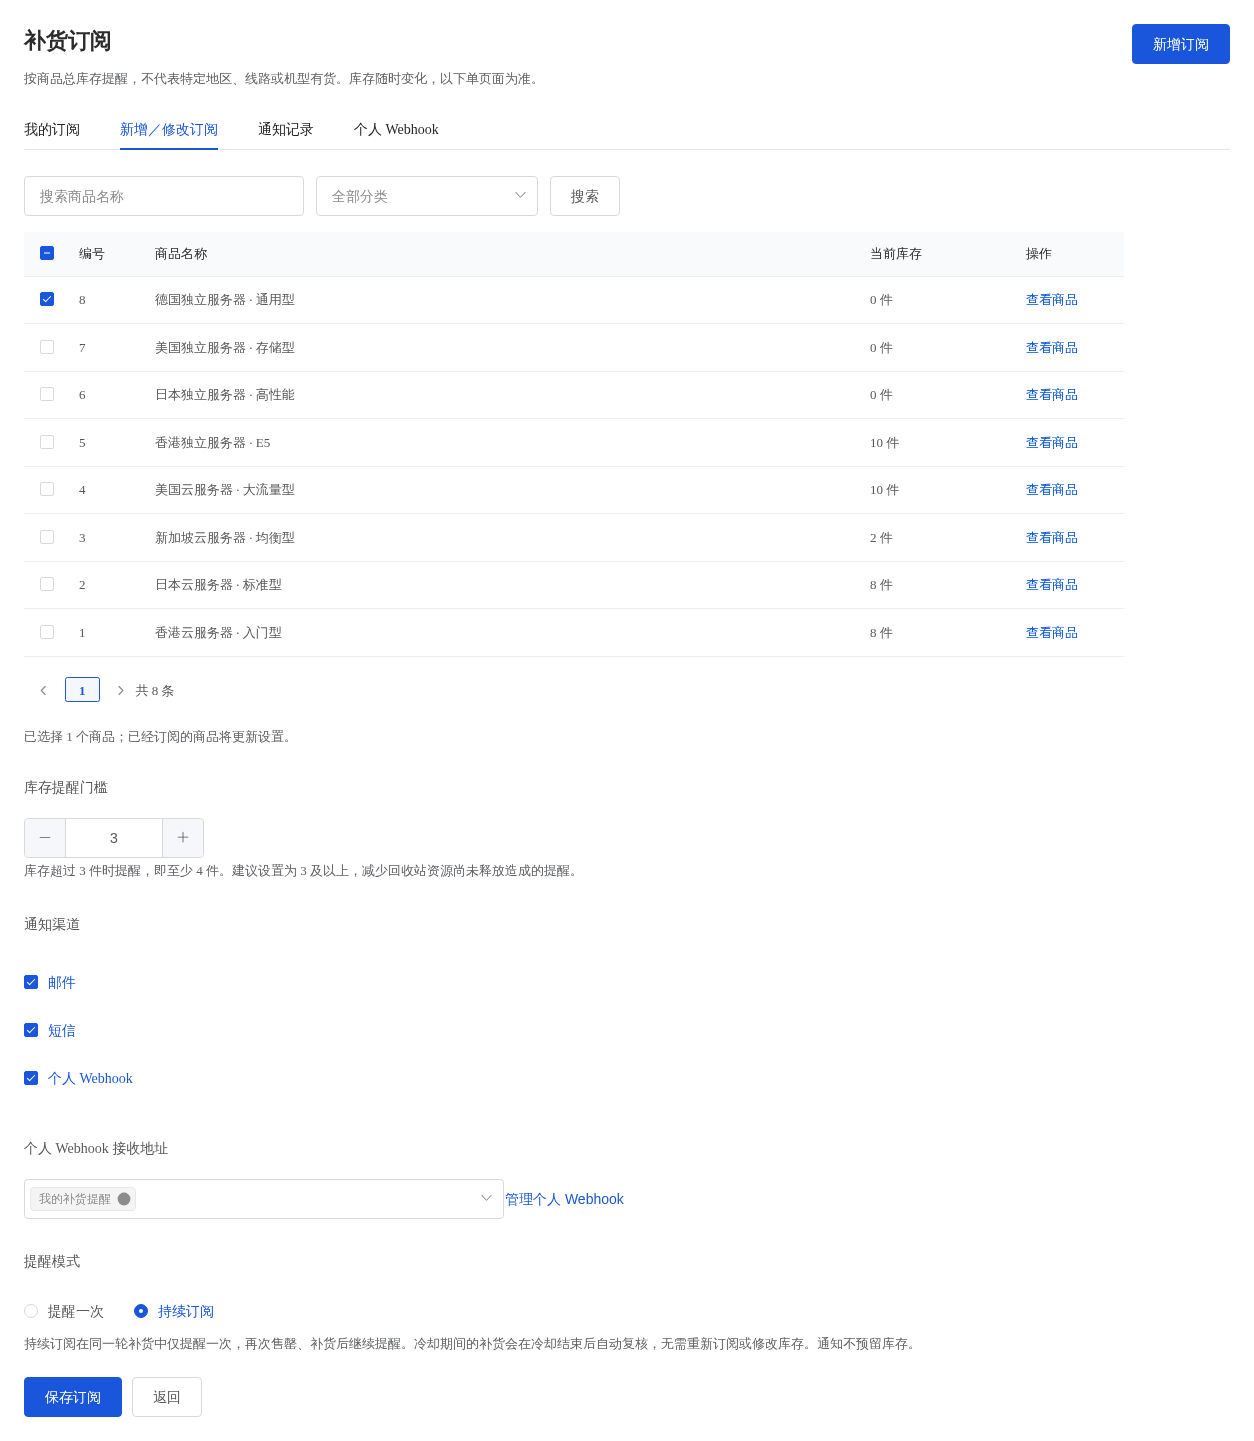 补货订阅
新增订阅
按商品总库存提醒，不代表特定地区、线路或机型有货。库存随时变化，以下单页面为准。
我的订阅 新增／修改订阅 通知记录 个人 Webhook
搜索商品名称 全部分类 搜索
编号 商品名称 当前库存 操作
8 德国独立服务器 · 通用型 0 件 查看商品
7 美国独立服务器 · 存储型 0 件 查看商品
6 日本独立服务器 · 高性能 0 件 查看商品
5 香港独立服务器 · E5 10 件 查看商品
4 美国云服务器 · 大流量型 10 件 查看商品
3 新加坡云服务器 · 均衡型 2 件 查看商品
2 日本云服务器 · 标准型 8 件 查看商品
1 香港云服务器 · 入门型 8 件 查看商品
1 共 8 条
已选择 1 个商品；已经订阅的商品将更新设置。
库存提醒门槛
3
库存超过 3 件时提醒，即至少 4 件。建议设置为 3 及以上，减少回收站资源尚未释放造成的提醒。
通知渠道
邮件
短信
个人 Webhook
个人 Webhook 接收地址
我的补货提醒 管理个人 Webhook
提醒模式
提醒一次 持续订阅
持续订阅在同一轮补货中仅提醒一次，再次售罄、补货后继续提醒。冷却期间的补货会在冷却结束后自动复核，无需重新订阅或修改库存。通知不预留库存。
保存订阅 返回